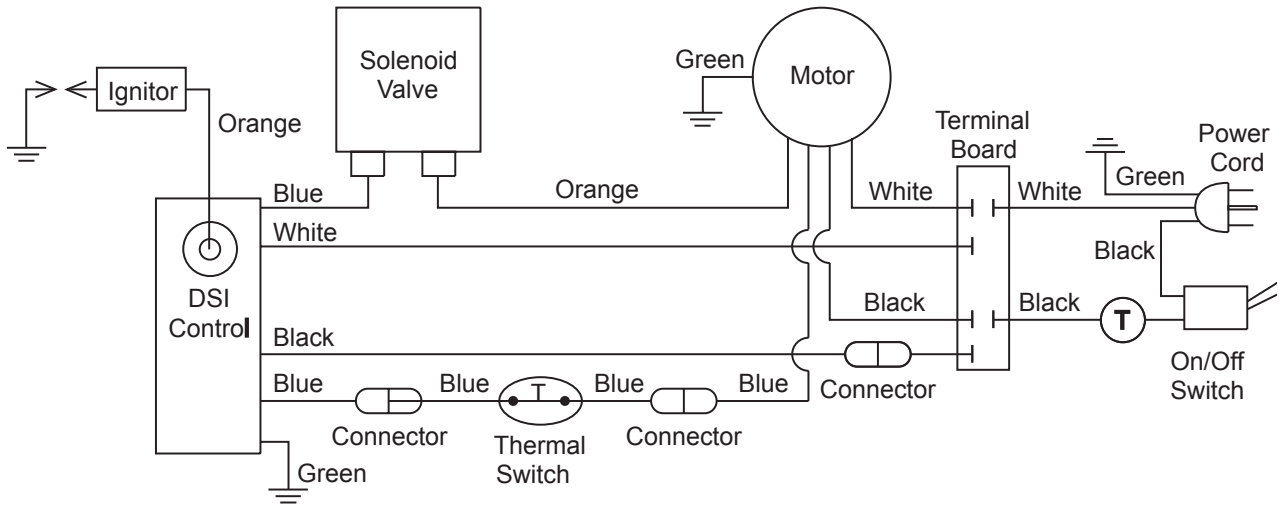 Solenoid
Valve
Green
Motor
Ignitor
Orange
Terminal
Board
Power
Cord
Green
Blue
Orange
White
White
White
Black
DSI
Control
Black
Black
Black
T
Blue
Blue
T
Blue
Blue
Connector
On/Off
Switch
Connector
Thermal
Switch
Connector
Green